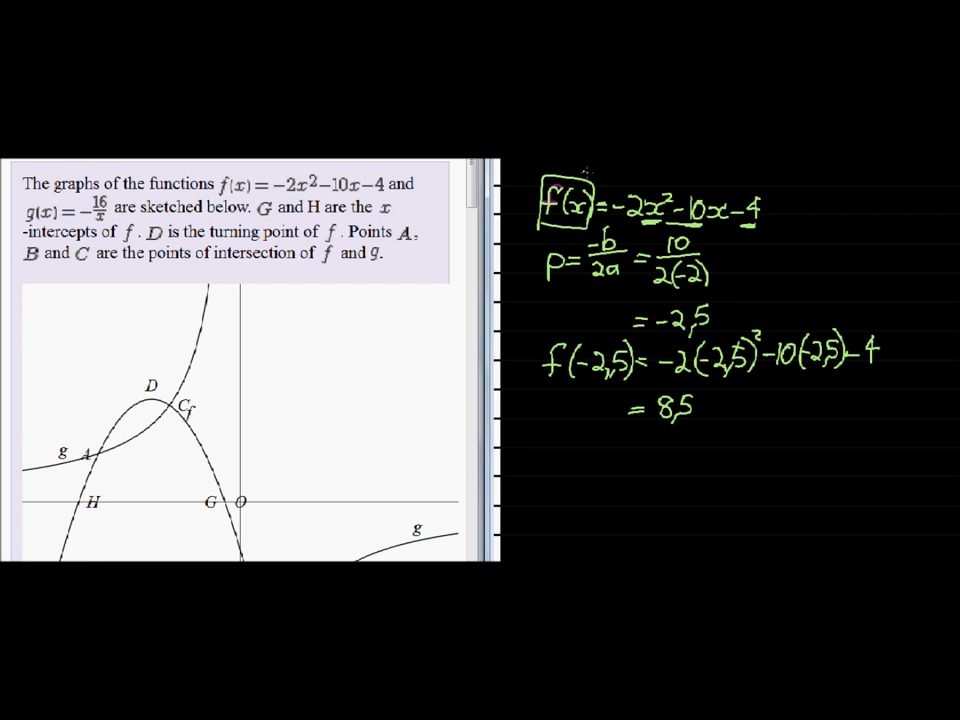 The graphs of the functions f(x) = −2x²−10x−4 and
g(x) = −16/x are sketched below. G and H are the x
-intercepts of f. D is the turning point of f. Points A,
B and C are the points of intersection of f and g.
D
C
f
g
A
H
G
O
g
f(x) = −2x² −10x −4
p = −b/2a = 10/2(−2)
= −2,5
f(−2,5) = −2(−2,5)² −10(−2,5) − 4
= 8,5